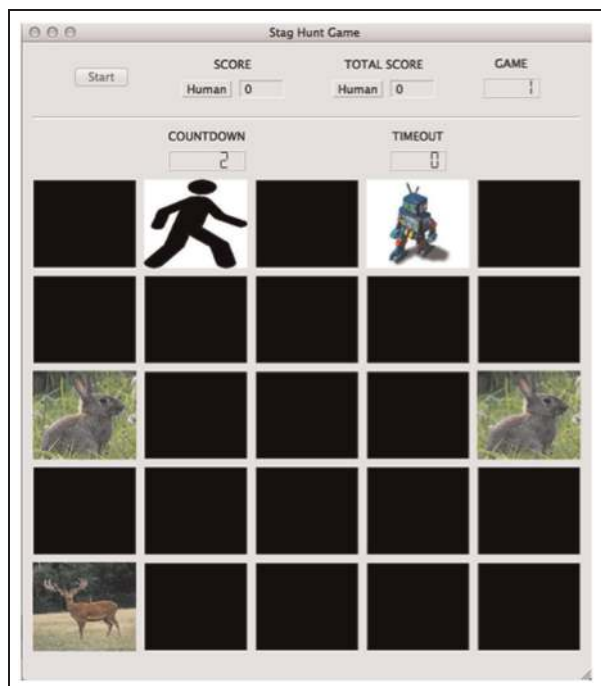 Stag Hunt Game
Start
SCORE
Human 0
TOTAL SCORE
Human 0
GAME
1
COUNTDOWN
2
TIMEOUT
0